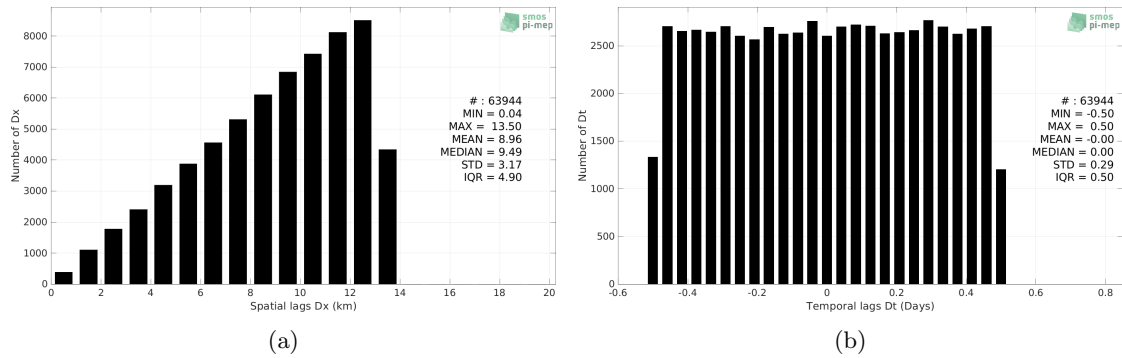 8000
7000
6000
5000
4000
3000
2000
1000
0
Number of Dx
0 2 4 6 8 10 12 14 16 18 20
Spatial lags Dx (km)
smos
pi-mep
# : 63944
MIN = 0.04
MAX = 13.50
MEAN = 8.96
MEDIAN = 9.49
STD = 3.17
IQR = 4.90
(a)
2500
2000
1500
1000
500
0
Number of Dt
-0.6 -0.4 -0.2 0 0.2 0.4 0.6 0.8
Temporal lags Dt (Days)
smos
pi-mep
# : 63944
MIN = -0.50
MAX = 0.50
MEAN = -0.00
MEDIAN = 0.00
STD = 0.29
IQR = 0.50
(b)